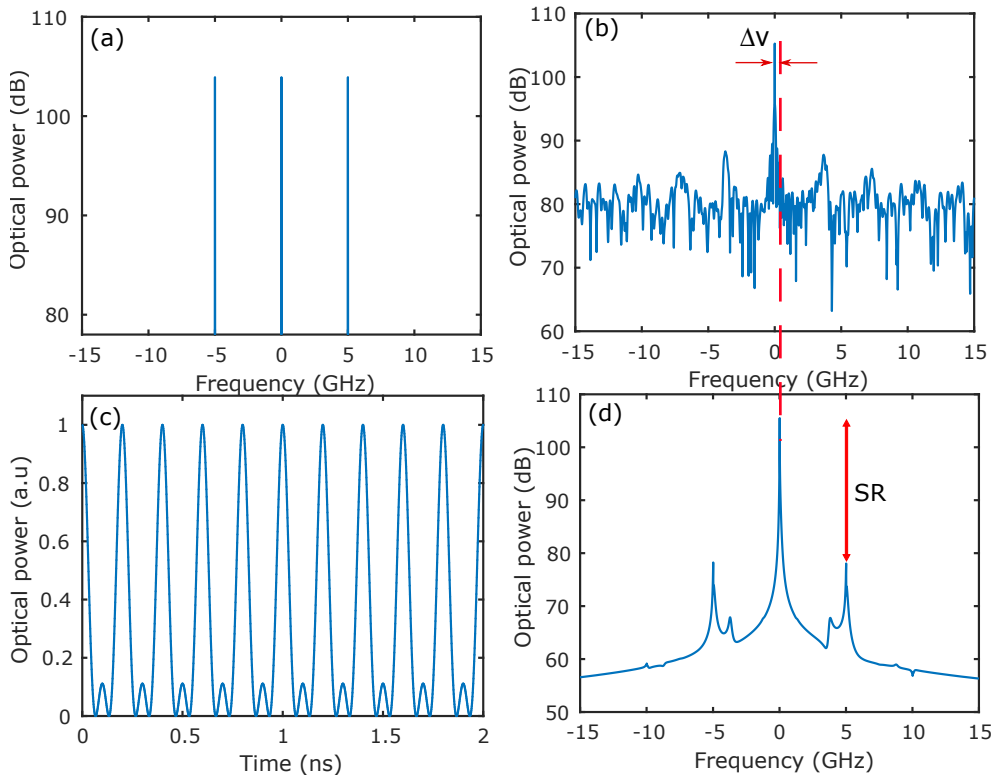 (a)
Optical power (dB)
110
100
90
80
-15 -10 -5 0 5 10 15
Frequency (GHz)
(b)
Δν
Optical power (dB)
110
100
90
80
70
60
-15 -10 -5 0 5 10 15
Frequency (GHz)
(c)
Optical power (a.u)
1
0.8
0.6
0.4
0.2
0
0 0.5 1 1.5 2
Time (ns)
(d)
SR
Optical power (dB)
110
100
90
80
70
60
50
-15 -10 -5 0 5 10 15
Frequency (GHz)